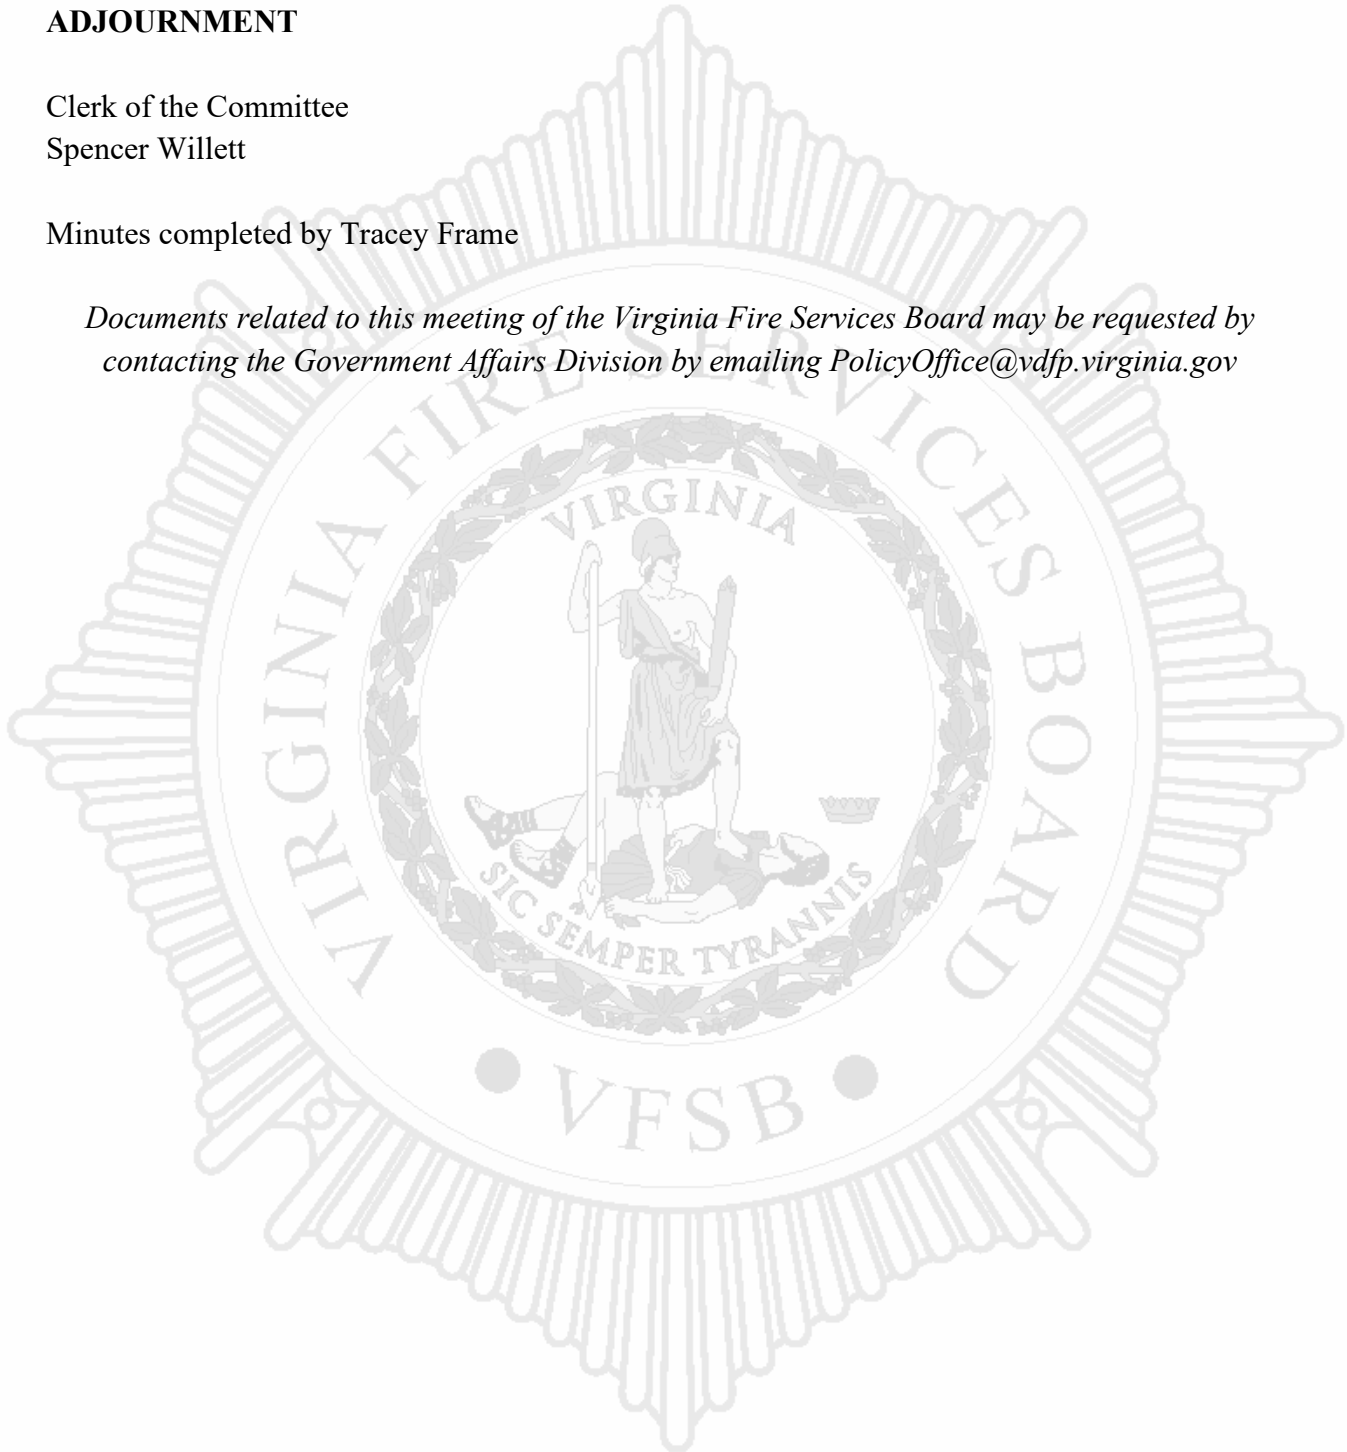 ADJOURNMENT
Clerk of the Committee
Spencer Willett
Minutes completed by Tracey Frame
Documents related to this meeting of the Virginia Fire Services Board may be requested by
contacting the Government Affairs Division by emailing PolicyOffice@vdfp.virginia.gov
VIRGINIA FIRE SERVICES BOARD
VIRGINIA
SIC SEMPER TYRANNIS
• VFSB •